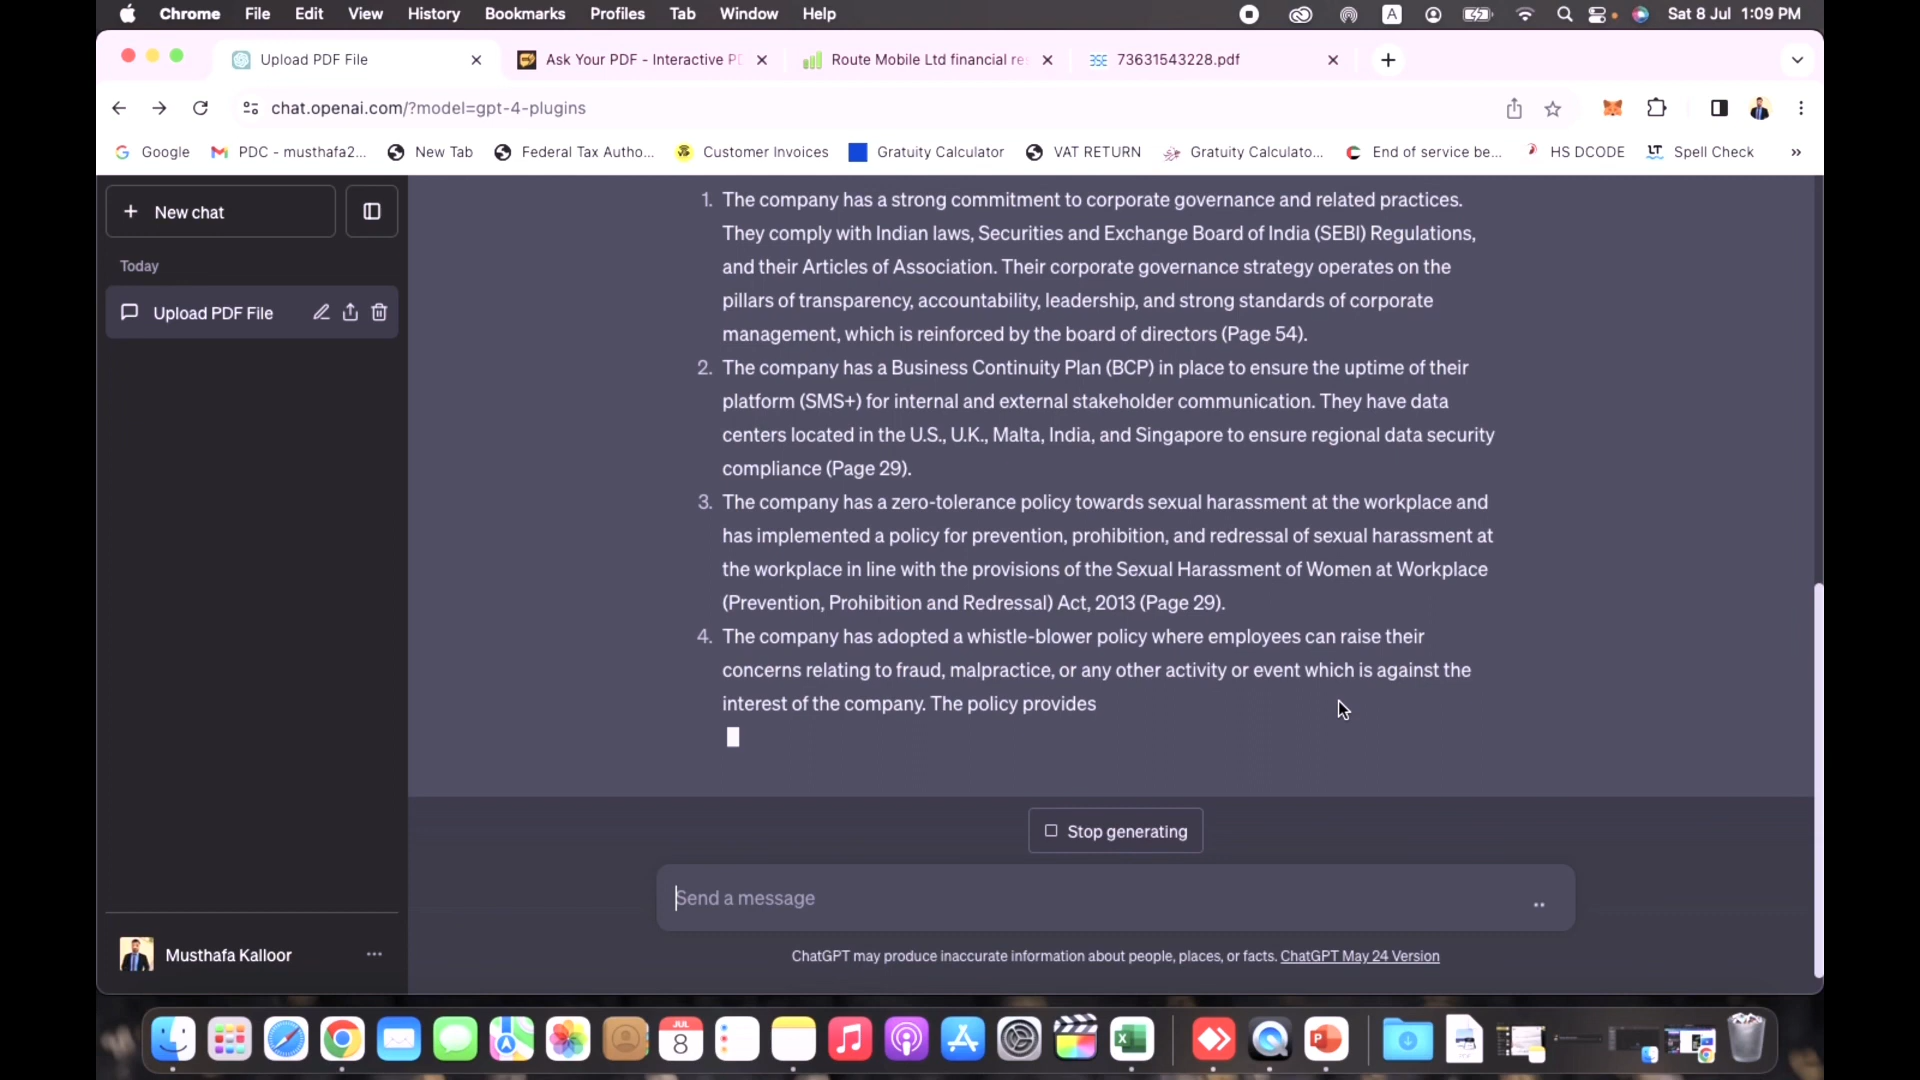 Chrome File Edit View History Bookmarks Profiles Tab Window Help A Sat 8 Jul 1:09 PM
Upload PDF File Ask Your PDF - Interactive PD Route Mobile Ltd financial re 73631543228.pdf
chat.openai.com/?model=gpt-4-plugins
Google PDC - musthafa2... New Tab Federal Tax Autho... Customer Invoices Gratuity Calculator VAT RETURN Gratuity Calculato... End of service be... HS DCODE Spell Check »
+ New chat
Today
Upload PDF File
1. The company has a strong commitment to corporate governance and related practices.
They comply with Indian laws, Securities and Exchange Board of India (SEBI) Regulations,
and their Articles of Association. Their corporate governance strategy operates on the
pillars of transparency, accountability, leadership, and strong standards of corporate
management, which is reinforced by the board of directors (Page 54).
2. The company has a Business Continuity Plan (BCP) in place to ensure the uptime of their
platform (SMS+) for internal and external stakeholder communication. They have data
centers located in the U.S., U.K., Malta, India, and Singapore to ensure regional data security
compliance (Page 29).
3. The company has a zero-tolerance policy towards sexual harassment at the workplace and
has implemented a policy for prevention, prohibition, and redressal of sexual harassment at
the workplace in line with the provisions of the Sexual Harassment of Women at Workplace
(Prevention, Prohibition and Redressal) Act, 2013 (Page 29).
4. The company has adopted a whistle-blower policy where employees can raise their
concerns relating to fraud, malpractice, or any other activity or event which is against the
interest of the company. The policy provides
Stop generating
Send a message
ChatGPT may produce inaccurate information about people, places, or facts. ChatGPT May 24 Version
Musthafa Kalloor ...
JUL
8